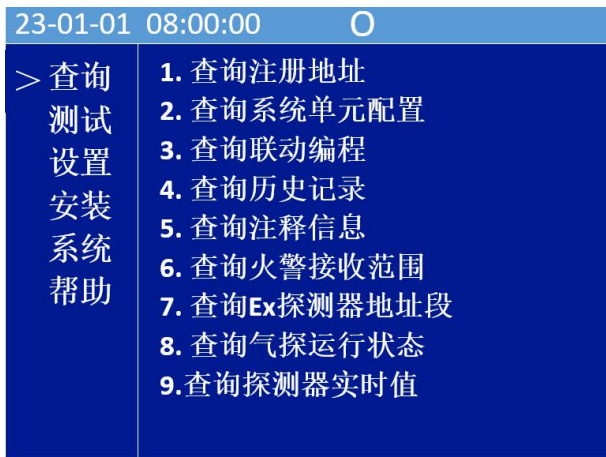 23-01-01 08:00:00 O
> 查询
测试
设置
安装
系统
帮助
1. 查询注册地址
2. 查询系统单元配置
3. 查询联动编程
4. 查询历史记录
5. 查询注释信息
6. 查询火警接收范围
7. 查询Ex探测器地址段
8. 查询气探运行状态
9.查询探测器实时值